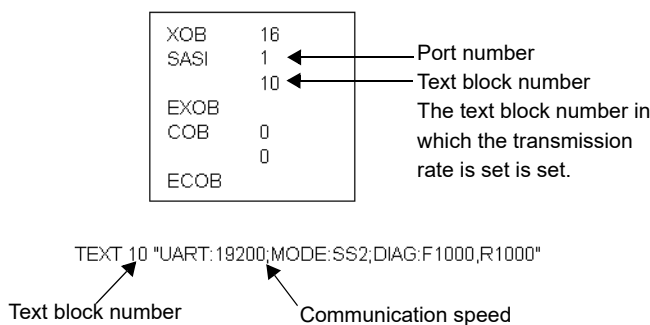 XOB 16
SASI 1
10
EXOB
COB 0
0
ECOB
Port number
Text block number
The text block number in
which the transmission
rate is set is set.
TEXT 10 "UART:19200;MODE:SS2;DIAG:F1000,R1000"
Text block number
Communication speed